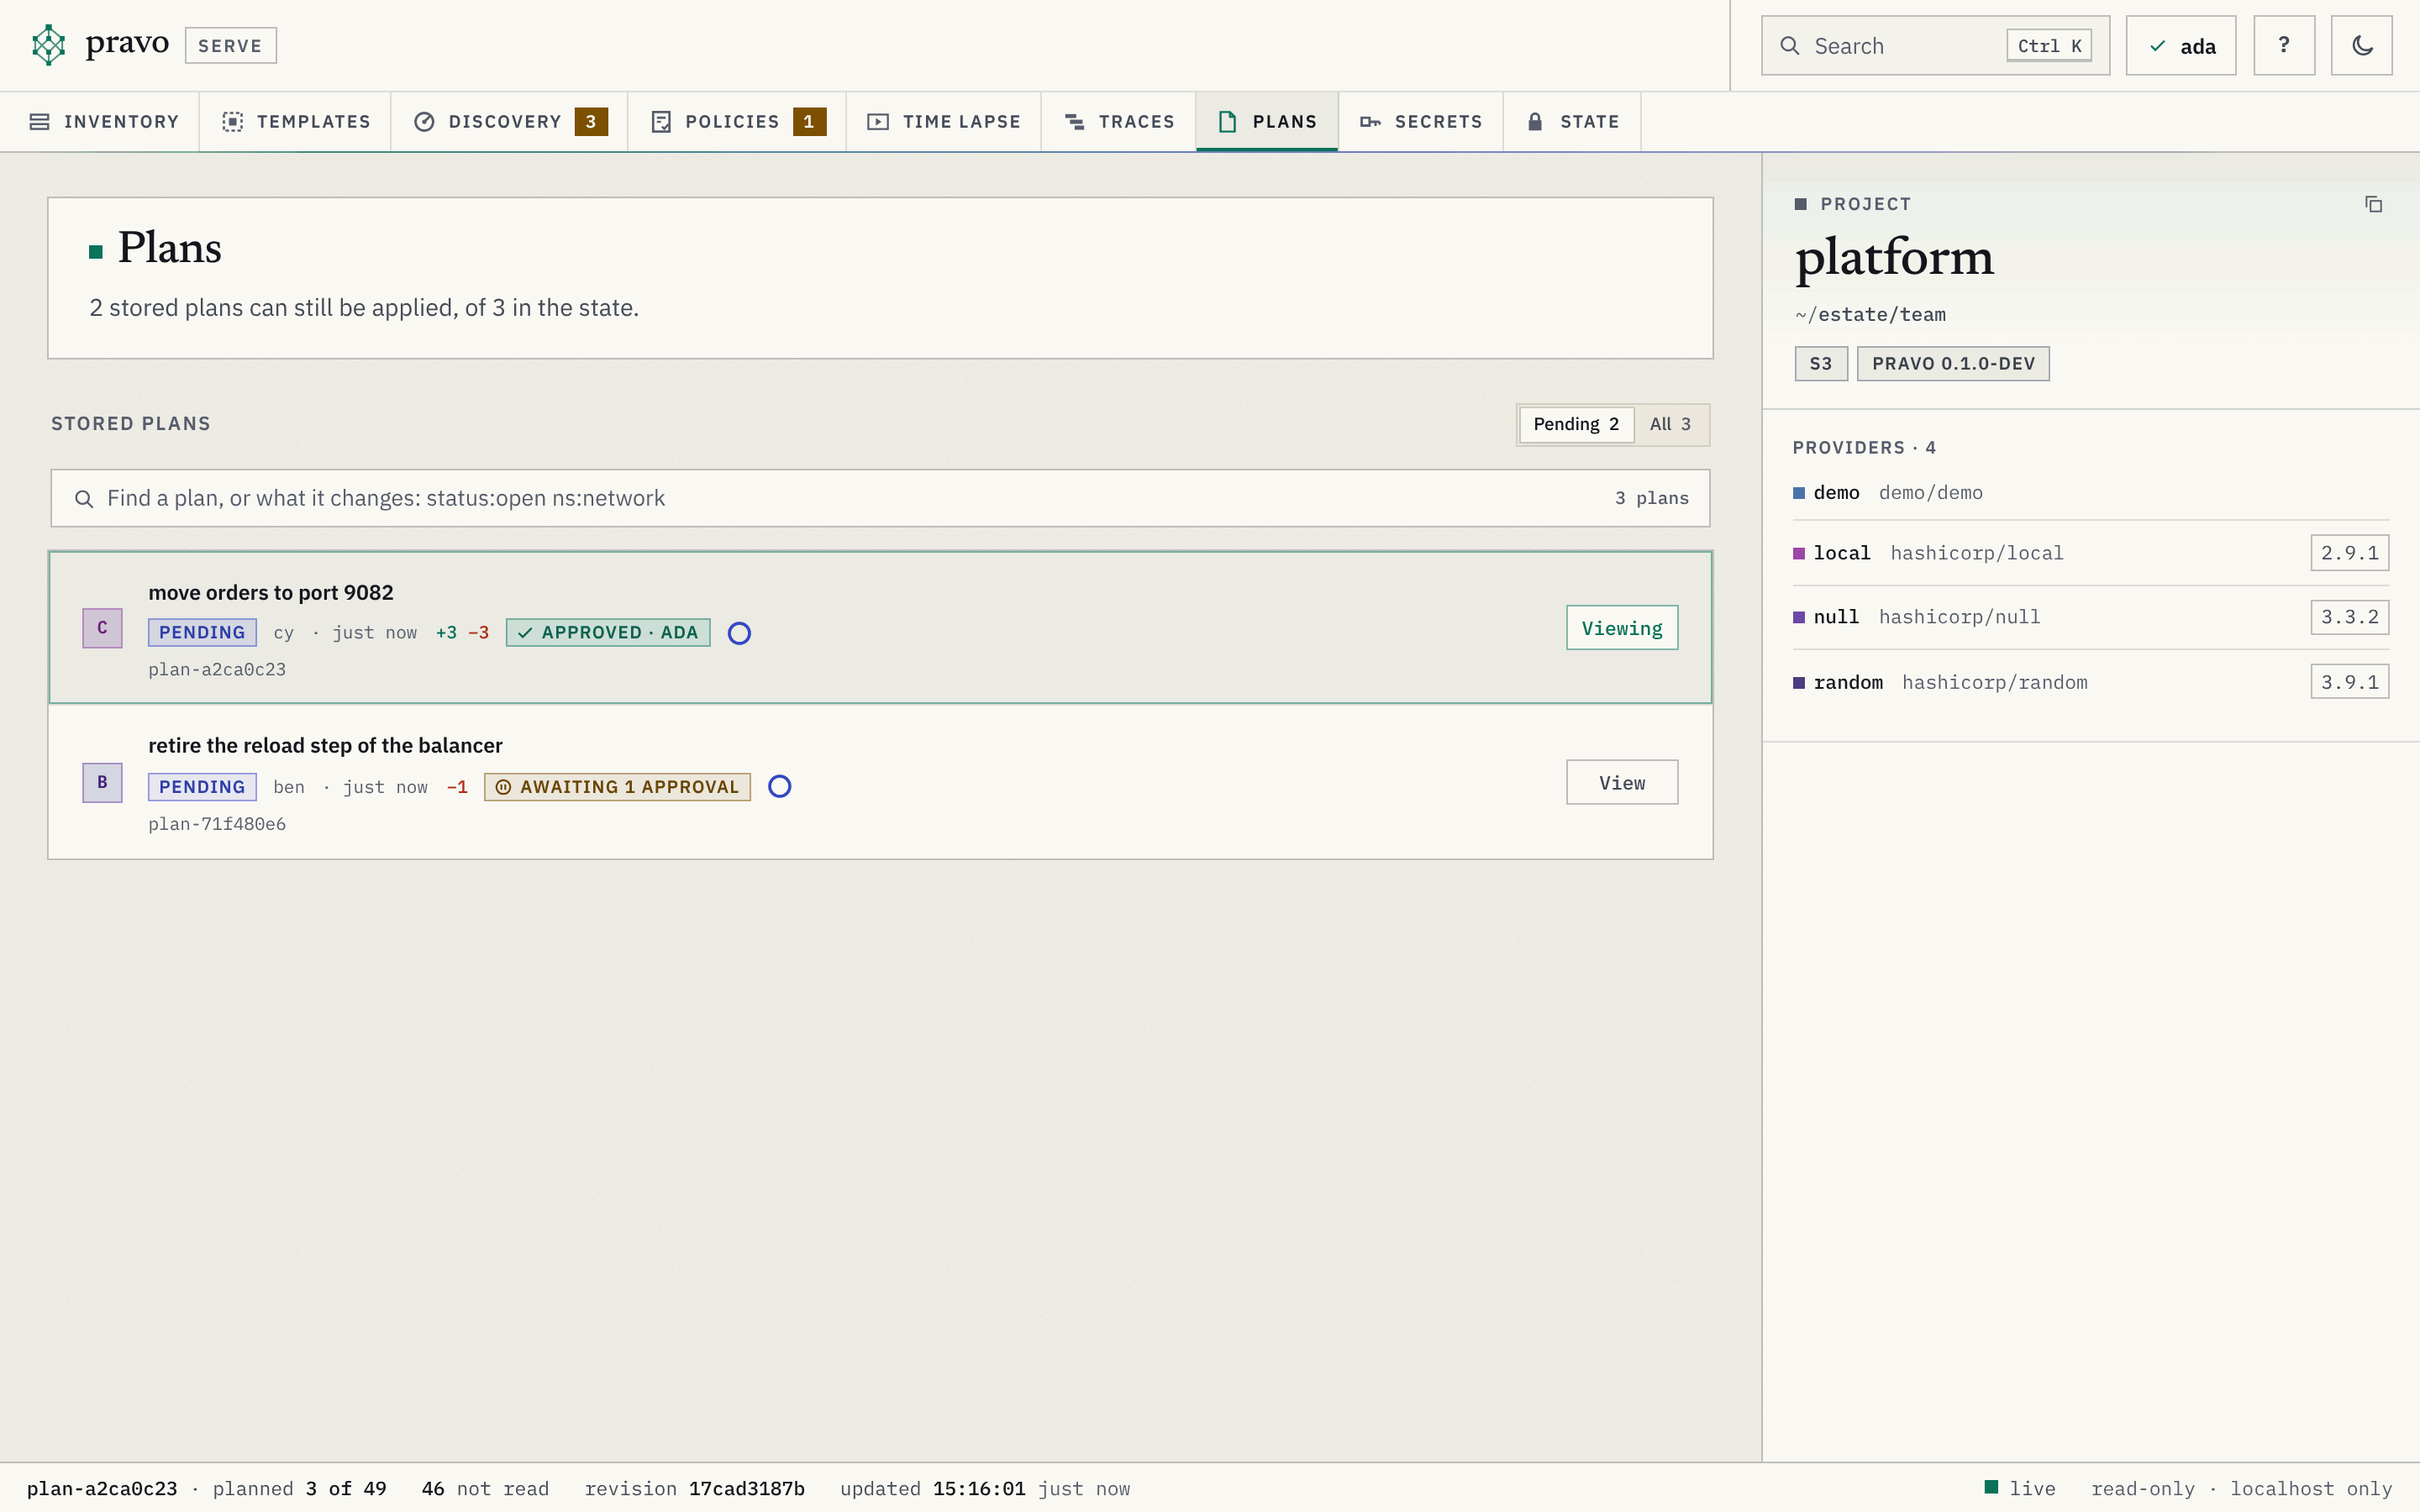 pravo SERVE
Search Ctrl K ada ?
INVENTORY TEMPLATES DISCOVERY 3 POLICIES 1 TIME LAPSE TRACES PLANS SECRETS STATE
Plans
2 stored plans can still be applied, of 3 in the state.
STORED PLANS
Pending 2 All 3
Find a plan, or what it changes: status:open ns:network 3 plans
C
move orders to port 9082
PENDING cy · just now +3 −3 APPROVED · ADA
plan-a2ca0c23
Viewing
B
retire the reload step of the balancer
PENDING ben · just now −1 AWAITING 1 APPROVAL
plan-71f480e6
View
PROJECT
platform
~/estate/team
S3 PRAVO 0.1.0-DEV
PROVIDERS · 4
demo demo/demo
local hashicorp/local 2.9.1
null hashicorp/null 3.3.2
random hashicorp/random 3.9.1
plan-a2ca0c23 · planned 3 of 49 46 not read revision 17cad3187b updated 15:16:01 just now
live read-only · localhost only